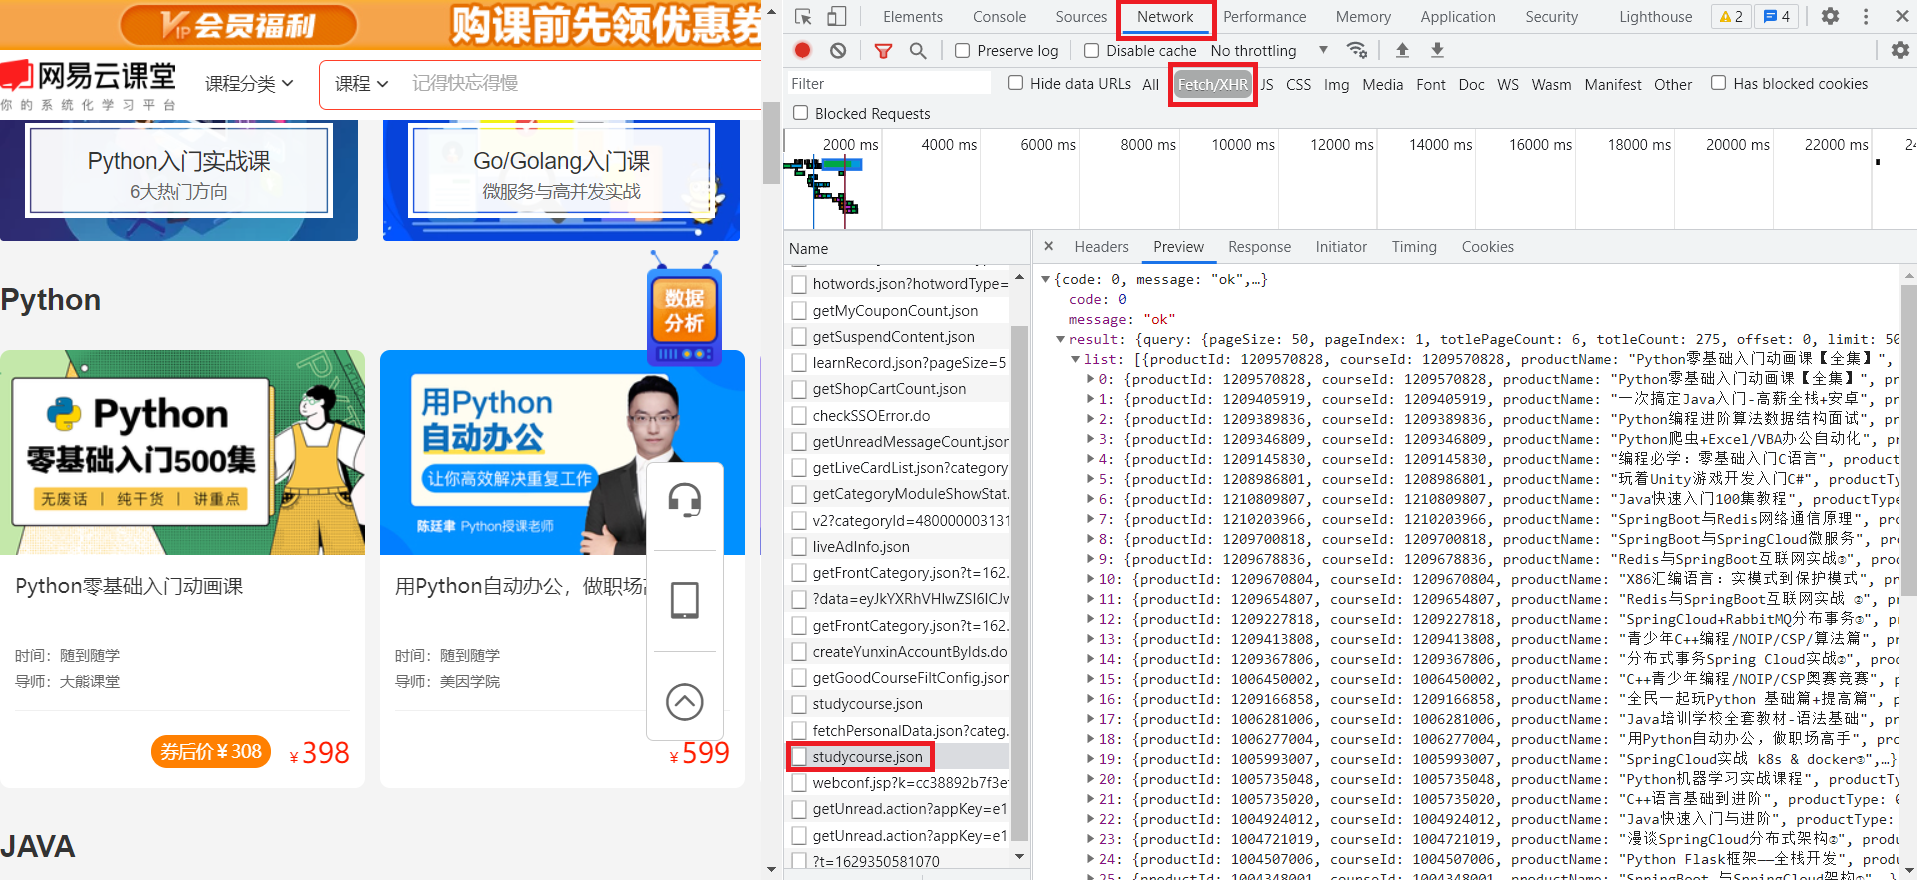 VIP会员福利
购课前先领优惠券
网易云课堂
你的系统化学习平台
课程分类
课程
记得快忘得慢
Python入门实战课
6大热门方向
Go/Golang入门课
微服务与高并发实战
Python
数据
分析
Python
零基础入门500集
无废话 | 纯干货 | 讲重点
用Python
自动办公
让你高效解决重复工作
陈廷聿 Python授课老师
Python零基础入门动画课
用Python自动办公，做职场
时间：随到随学
导师：大熊课堂
时间：随到随学
导师：美因学院
券后价¥308
¥398
¥599
JAVA
Elements Console Sources Network Performance Memory Application Security Lighthouse 2 4
Preserve log Disable cache No throttling
Filter Hide data URLs All Fetch/XHR JS CSS Img Media Font Doc WS Wasm Manifest Other Has blocked cookies
Blocked Requests
2000 ms 4000 ms 6000 ms 8000 ms 10000 ms 12000 ms 14000 ms 16000 ms 18000 ms 20000 ms 22000 ms
Name
hotwords.json?hotwordType=
getMyCouponCount.json
getSuspendContent.json
learnRecord.json?pageSize=5
getShopCartCount.json
checkSSOError.do
getUnreadMessageCount.json
getLiveCardList.json?category
getCategoryModuleShowStat.
v2?categoryId=480000003131
liveAdInfo.json
getFrontCategory.json?t=162.
?data=eyJkYXRhVHlwZSI6ICJv
getFrontCategory.json?t=162.
createYunxinAccountByIds.do
getGoodCourseFiltConfig.json
studycourse.json
fetchPersonalData.json?categ.
studycourse.json
webconf.jsp?k=cc38892b7f3e
getUnread.action?appKey=e1
getUnread.action?appKey=e1
?t=1629350581070
Headers Preview Response Initiator Timing Cookies
{code: 0, message: "ok",…}
code: 0
message: "ok"
result: {query: {pageSize: 50, pageIndex: 1, totlePageCount: 6, totleCount: 275, offset: 0, limit: 50
list: [{productId: 1209570828, courseId: 1209570828, productName: "Python零基础入门动画课【全集】",
0: {productId: 1209570828, courseId: 1209570828, productName: "Python零基础入门动画课【全集】", pr
1: {productId: 1209405919, courseId: 1209405919, productName: "一次搞定Java入门-高薪全栈+安卓", pr
2: {productId: 1209389836, courseId: 1209389836, productName: "Python编程进阶算法数据结构面试", pr
3: {productId: 1209346809, courseId: 1209346809, productName: "Python爬虫+Excel/VBA办公自动化", pr
4: {productId: 1209145830, courseId: 1209145830, productName: "编程必学：零基础入门C语言", product
5: {productId: 1208986801, courseId: 1208986801, productName: "玩着Unity游戏开发入门C#", productTy
6: {productId: 1210809807, courseId: 1210809807, productName: "Java快速入门100集教程", productType
7: {productId: 1210203966, courseId: 1210203966, productName: "SpringBoot与Redis网络通信原理", pro
8: {productId: 1209700818, courseId: 1209700818, productName: "SpringBoot与SpringCloud微服务", pr
9: {productId: 1209678836, courseId: 1209678836, productName: "Redis与SpringBoot互联网实战③", pro
10: {productId: 1209670804, courseId: 1209670804, productName: "X86汇编语言：实模式到保护模式", pr
11: {productId: 1209654807, courseId: 1209654807, productName: "Redis与SpringBoot互联网实战 ②", pr
12: {productId: 1209227818, courseId: 1209227818, productName: "SpringCloud+RabbitMQ分布事务②", p
13: {productId: 1209413808, courseId: 1209413808, productName: "青少年C++编程/NOIP/CSP/算法篇", pr
14: {productId: 1209367806, courseId: 1209367806, productName: "分布式事务Spring Cloud实战②", prod
15: {productId: 1006450002, courseId: 1006450002, productName: "C++青少年编程/NOIP/CSP奥赛竞赛", p
16: {productId: 1209166858, courseId: 1209166858, productName: "全民一起玩Python 基础篇+提高篇", p
17: {productId: 1006281006, courseId: 1006281006, productName: "Java培训学校全套教材-语法基础", pr
18: {productId: 1006277004, courseId: 1006277004, productName: "用Python自动办公，做职场高手", pro
19: {productId: 1005993007, courseId: 1005993007, productName: "SpringCloud实战 k8s & docker③",…}
20: {productId: 1005735048, courseId: 1005735048, productName: "Python机器学习实战课程", productTy
21: {productId: 1005735020, courseId: 1005735020, productName: "C++语言基础到进阶", productType: 0
22: {productId: 1004924012, courseId: 1004924012, productName: "Java快速入门与进阶", productType:
23: {productId: 1004721019, courseId: 1004721019, productName: "漫谈SpringCloud分布式架构②", pro
24: {productId: 1004507006, courseId: 1004507006, productName: "Python Flask框架——全栈开发", pro